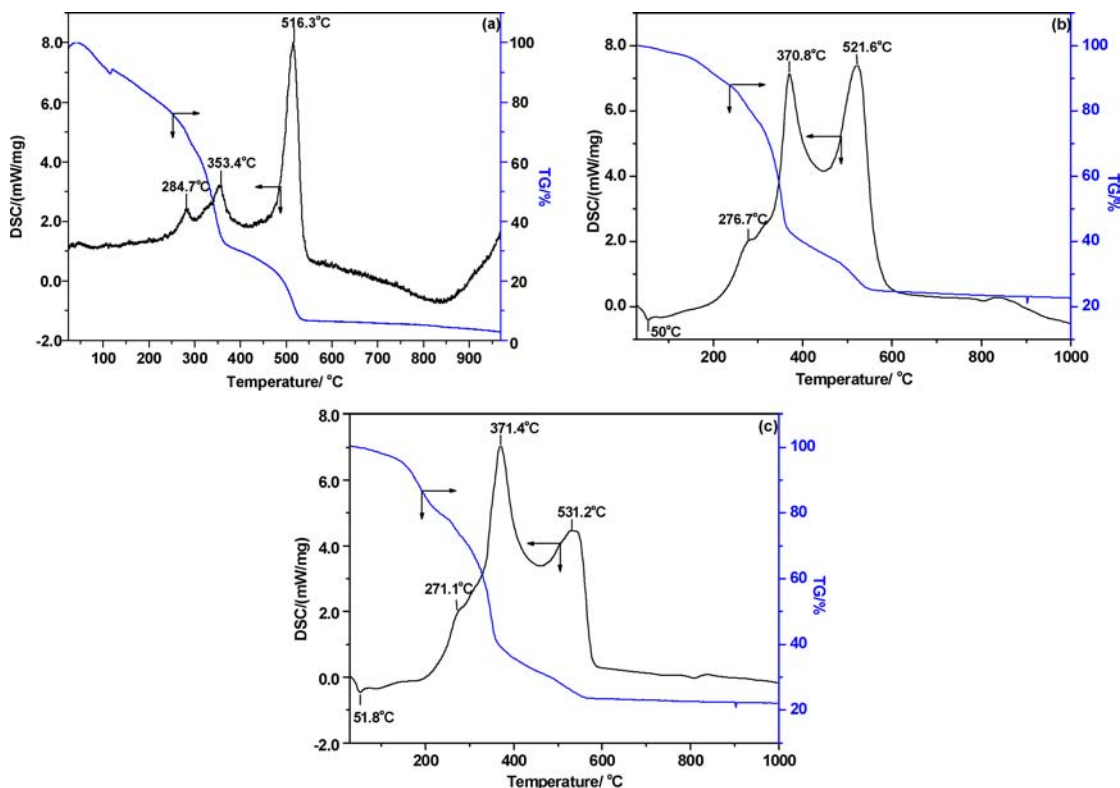 (a)
516.3°C
353.4°C
284.7°C
8.0
6.0
4.0
2.0
0.0
-2.0
DSC/(mW/mg)
100
80
60
40
20
0
TG/%
100 200 300 400 500 600 700 800 900
Temperature/ °C
(b)
370.8°C
521.6°C
276.7°C
50°C
8.0
6.0
4.0
2.0
0.0
DSC/(mW/mg)
100
80
60
40
20
TG/%
200 400 600 800 1000
Temperature/ °C
(c)
371.4°C
531.2°C
271.1°C
51.8°C
8.0
6.0
4.0
2.0
0.0
-2.0
DSC/(mW/mg)
100
80
60
40
20
TG/%
200 400 600 800 1000
Temperature/ °C